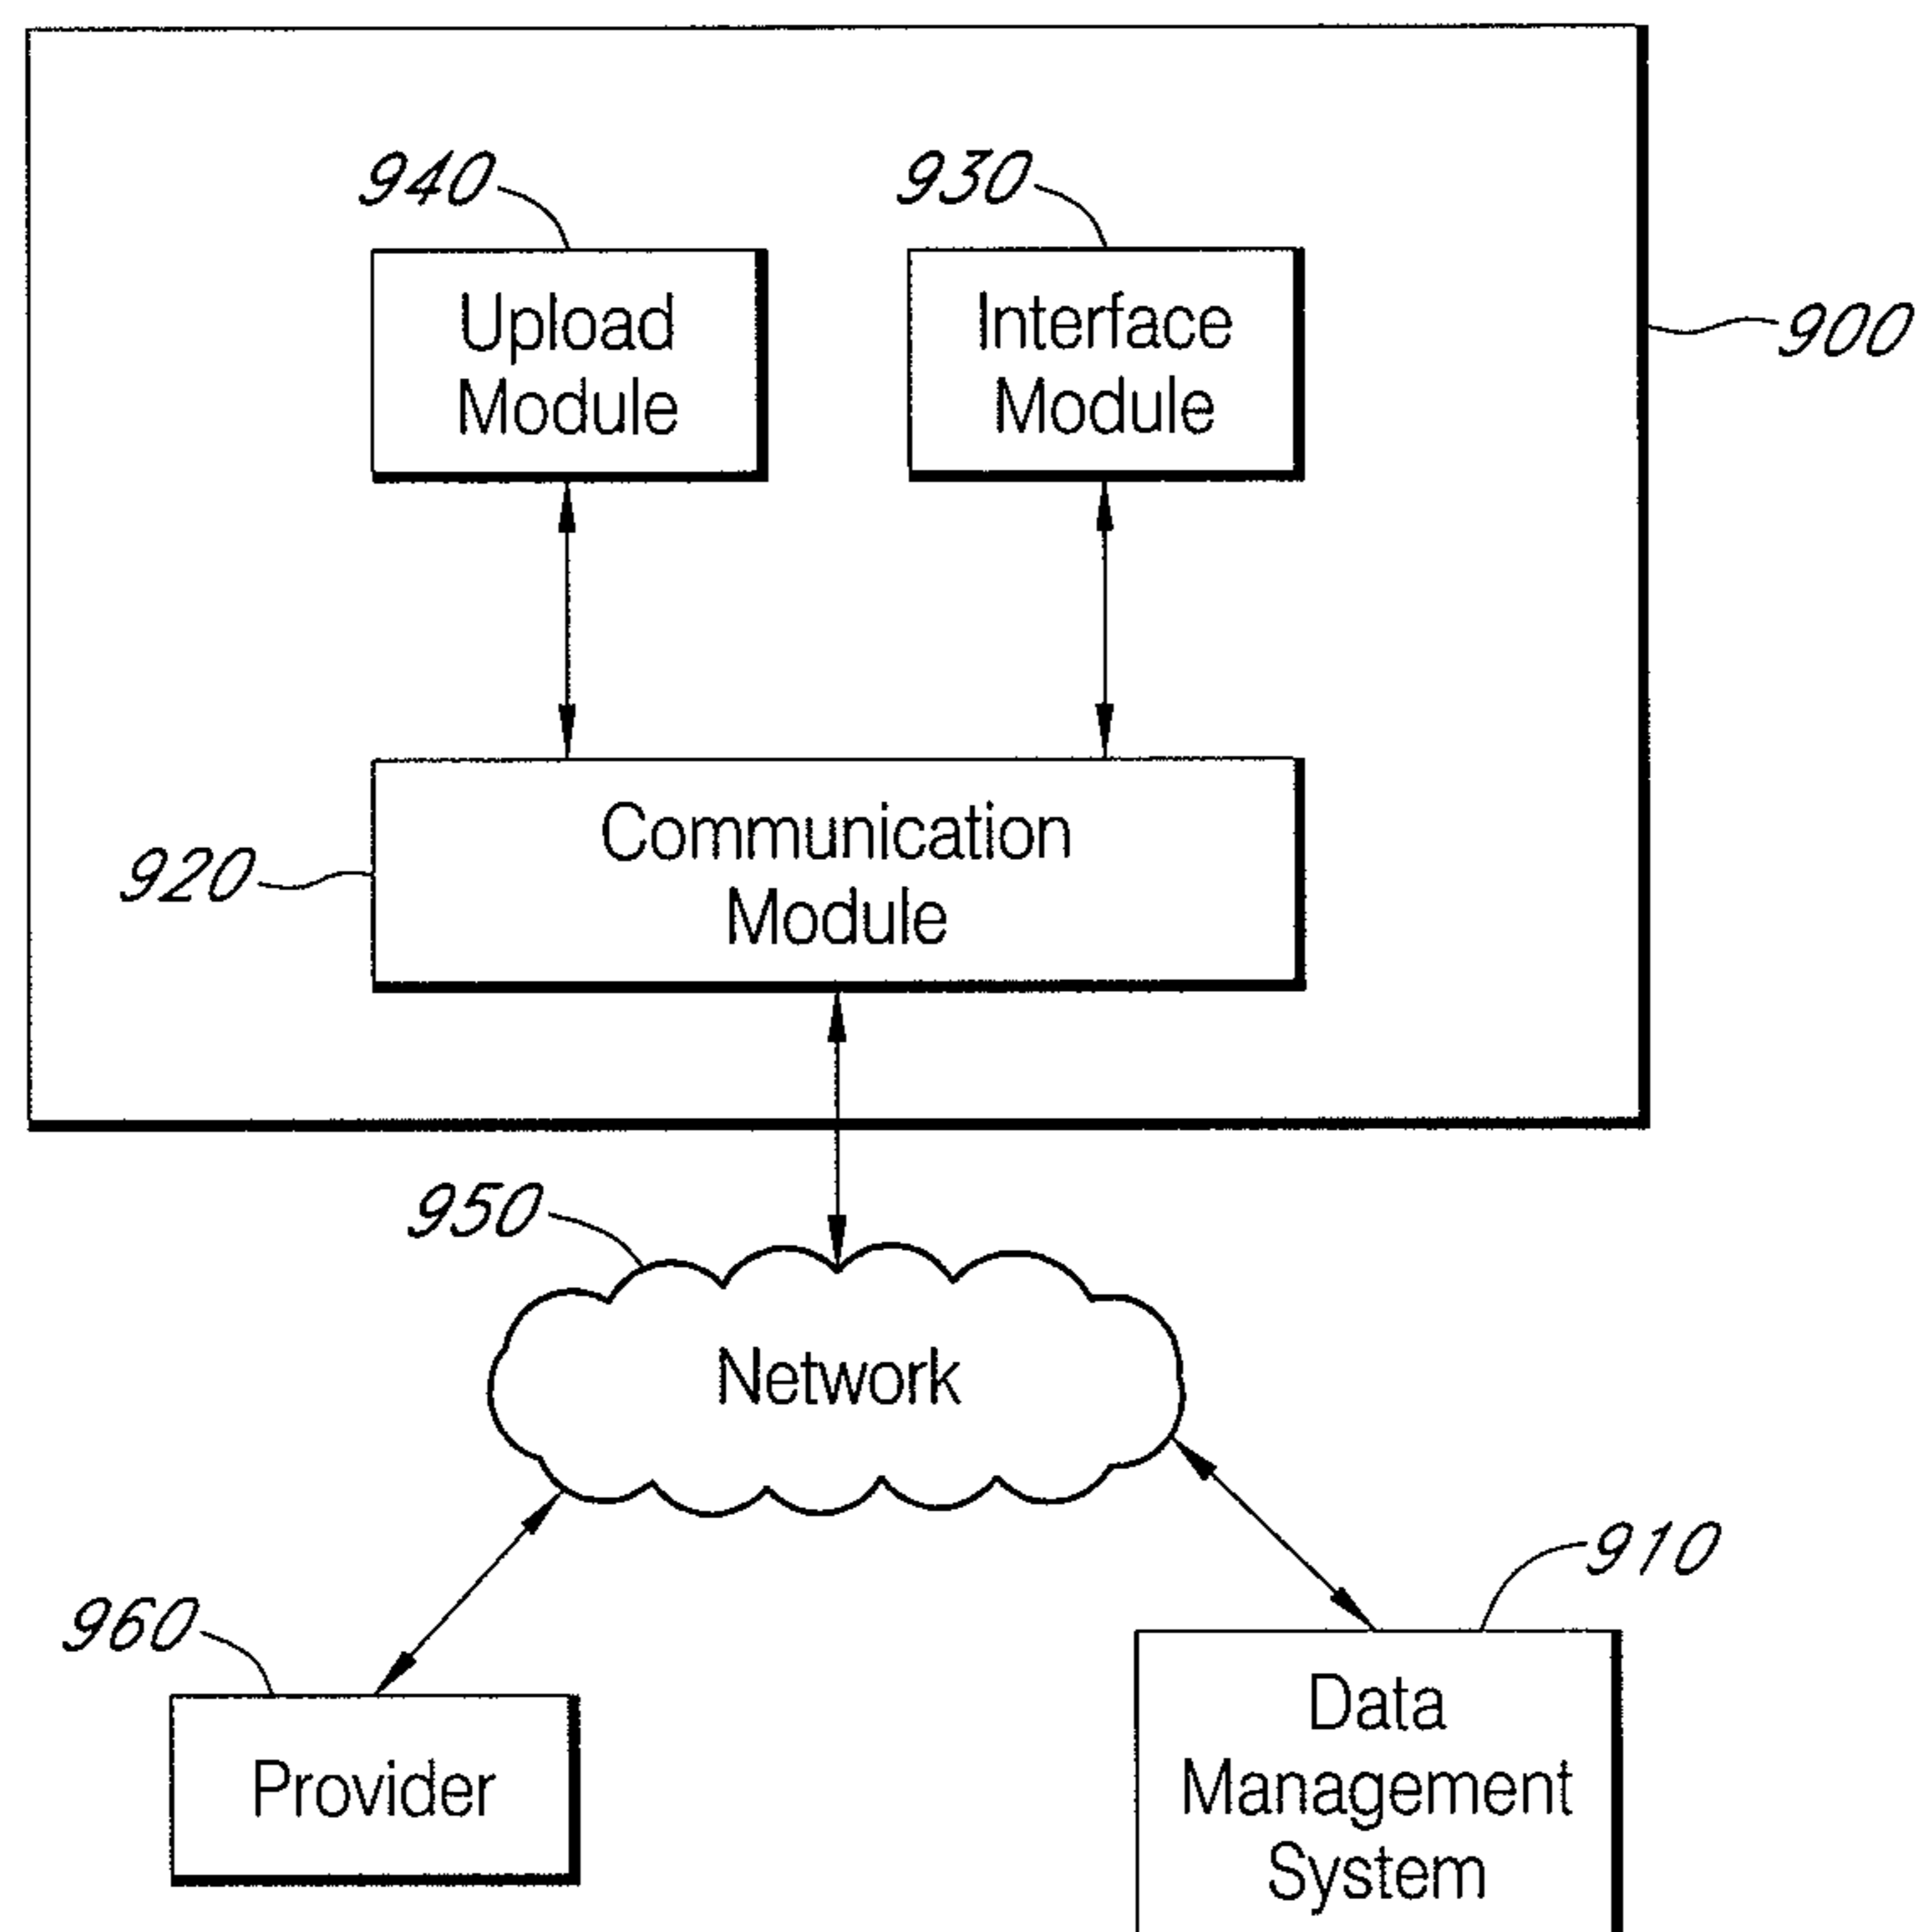 940
930
Upload
Module
Interface
Module
900
Communication
Module
920
950
Network
910
960
Provider
Data
Management
System